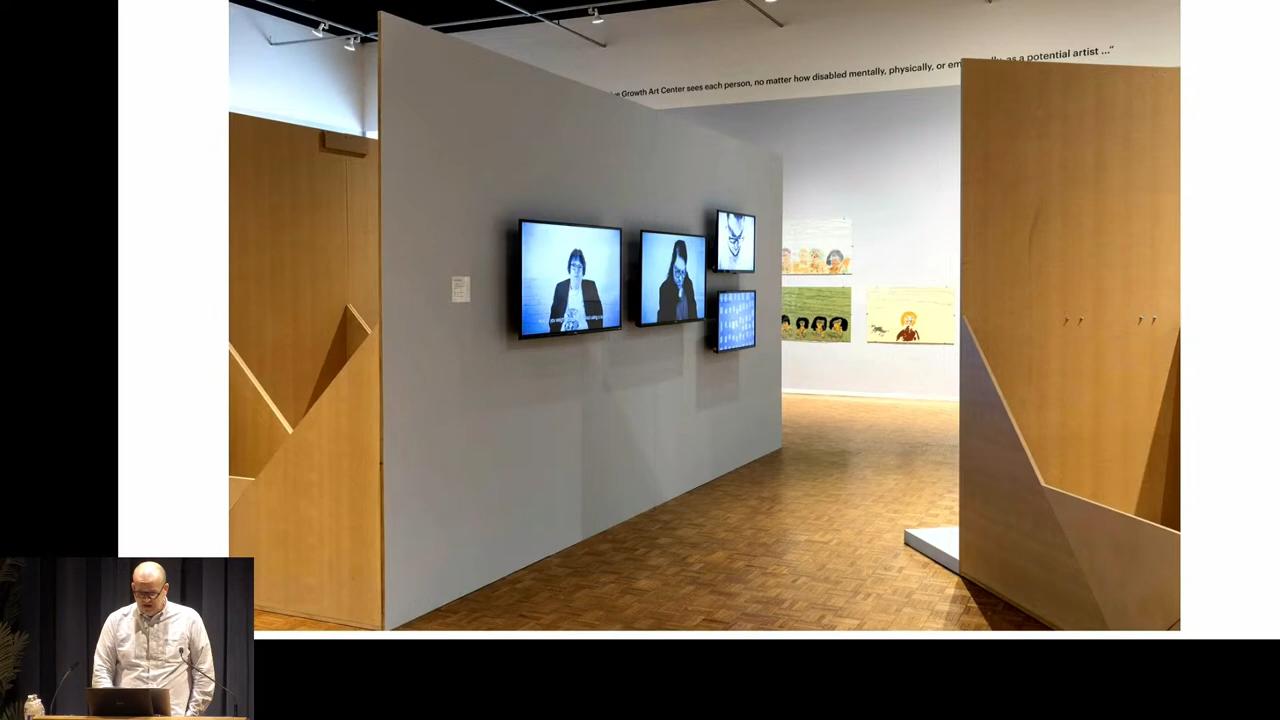 Growth Art Center sees each person, no matter how disabled mentally, physically, or em
as a potential artist ..."